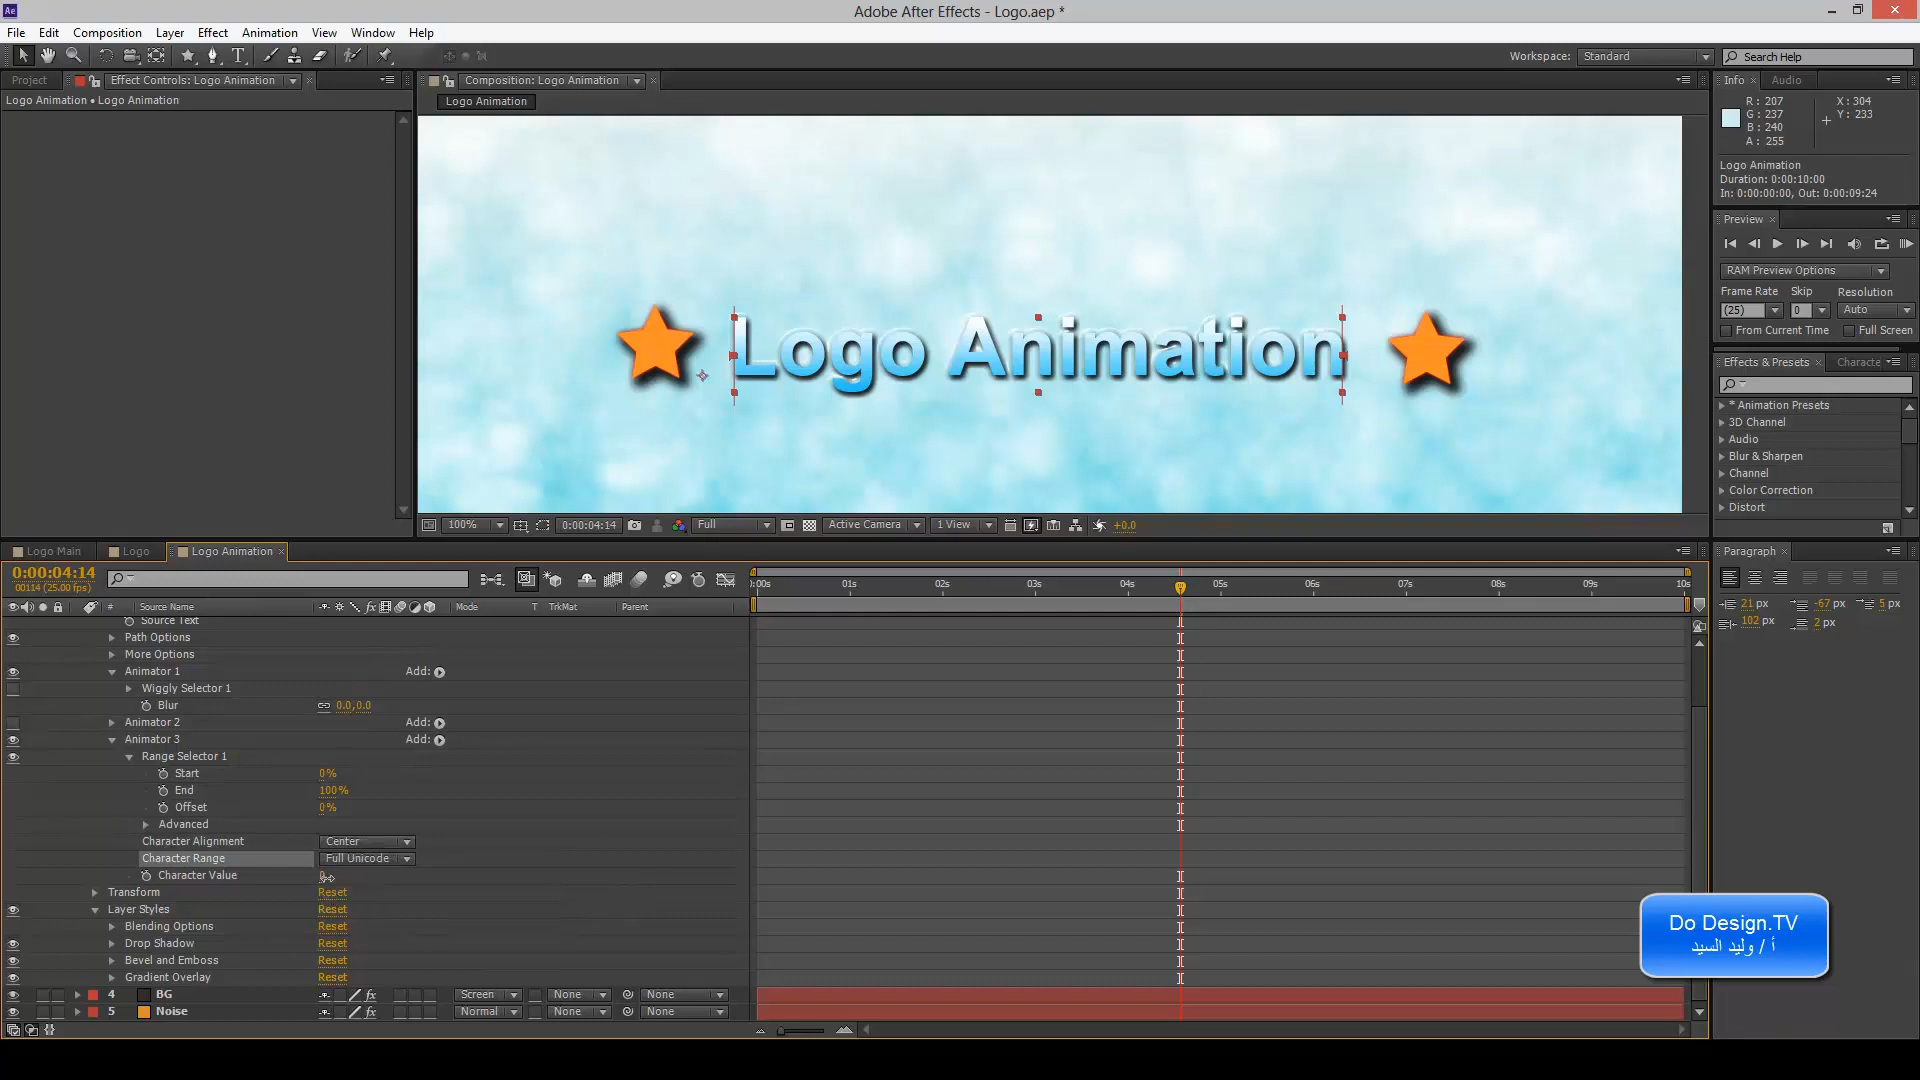 Adobe After Effects - Logo.aep *
File Edit Composition Layer Effect Animation View Window Help
Workspace: Standard Search Help
Project Effect Controls: Logo Animation Composition: Logo Animation Info Audio
Logo Animation • Logo Animation
Logo Animation
R: 207 X: 304
G: 237 Y: 233
B: 240
A: 255
Logo Animation
Duration: 0:00:10:00
In: 0:00:00:00, Out: 0:00:09:24
Preview
RAM Preview Options
Frame Rate Skip Resolution
(25) 0 Auto
From Current Time Full Screen
Logo Animation
Effects & Presets Characte
* Animation Presets
3D Channel
Audio
Blur & Sharpen
Channel
Color Correction
Distort
100% 0:00:04:14 Full Active Camera 1 View +0.0
Logo Main Logo Logo Animation Paragraph
0:00:04:14
00114 (25.00 fps)
:00s 01s 02s 03s 04s 05s 06s 07s 08s 09s 10s
# Source Name Mode T TrkMat Parent
21 px -67 px 5 px
102 px 2 px
Source Text
Path Options
More Options
Animator 1 Add:
Wiggly Selector 1
Blur 0.0,0.0
Animator 2 Add:
Animator 3 Add:
Range Selector 1
Start 0%
End 100%
Offset 0%
Advanced
Character Alignment Center
Character Range Full Unicode
Character Value
Transform Reset
Layer Styles Reset
Blending Options Reset
Drop Shadow Reset
Bevel and Emboss Reset
Gradient Overlay Reset
4 BG Screen None None
5 Noise Normal None None
Do Design.TV
أ / وليد السيد